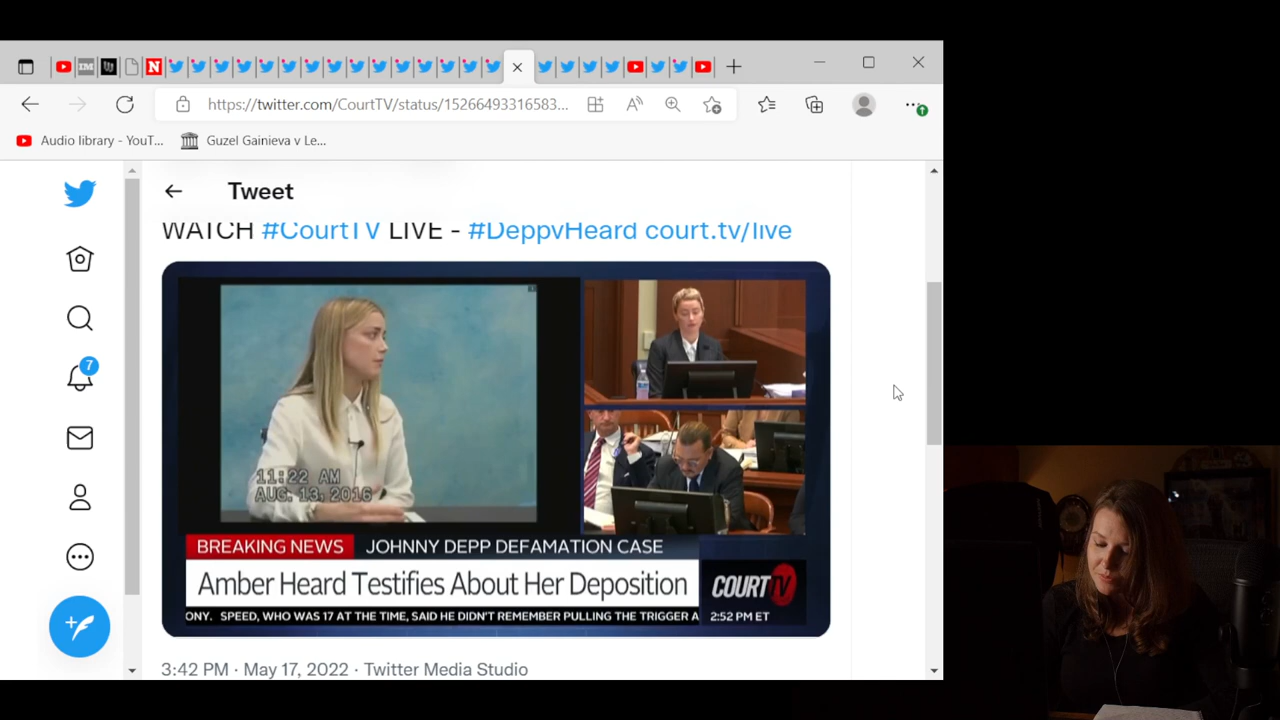 https://twitter.com/CourtTV/status/15266493316583...
Audio library - YouT...
Guzel Gainieva v Le...
Tweet
WATCH #CourtTV LIVE - #DeppvHeard court.tv/live
7
11:22 AM
AUG. 13, 2016
BREAKING NEWS JOHNNY DEPP DEFAMATION CASE
Amber Heard Testifies About Her Deposition
COURT TV
ONY. SPEED, WHO WAS 17 AT THE TIME, SAID HE DIDN'T REMEMBER PULLING THE TRIGGER A
2:52 PM ET
3:42 PM · May 17, 2022 · Twitter Media Studio